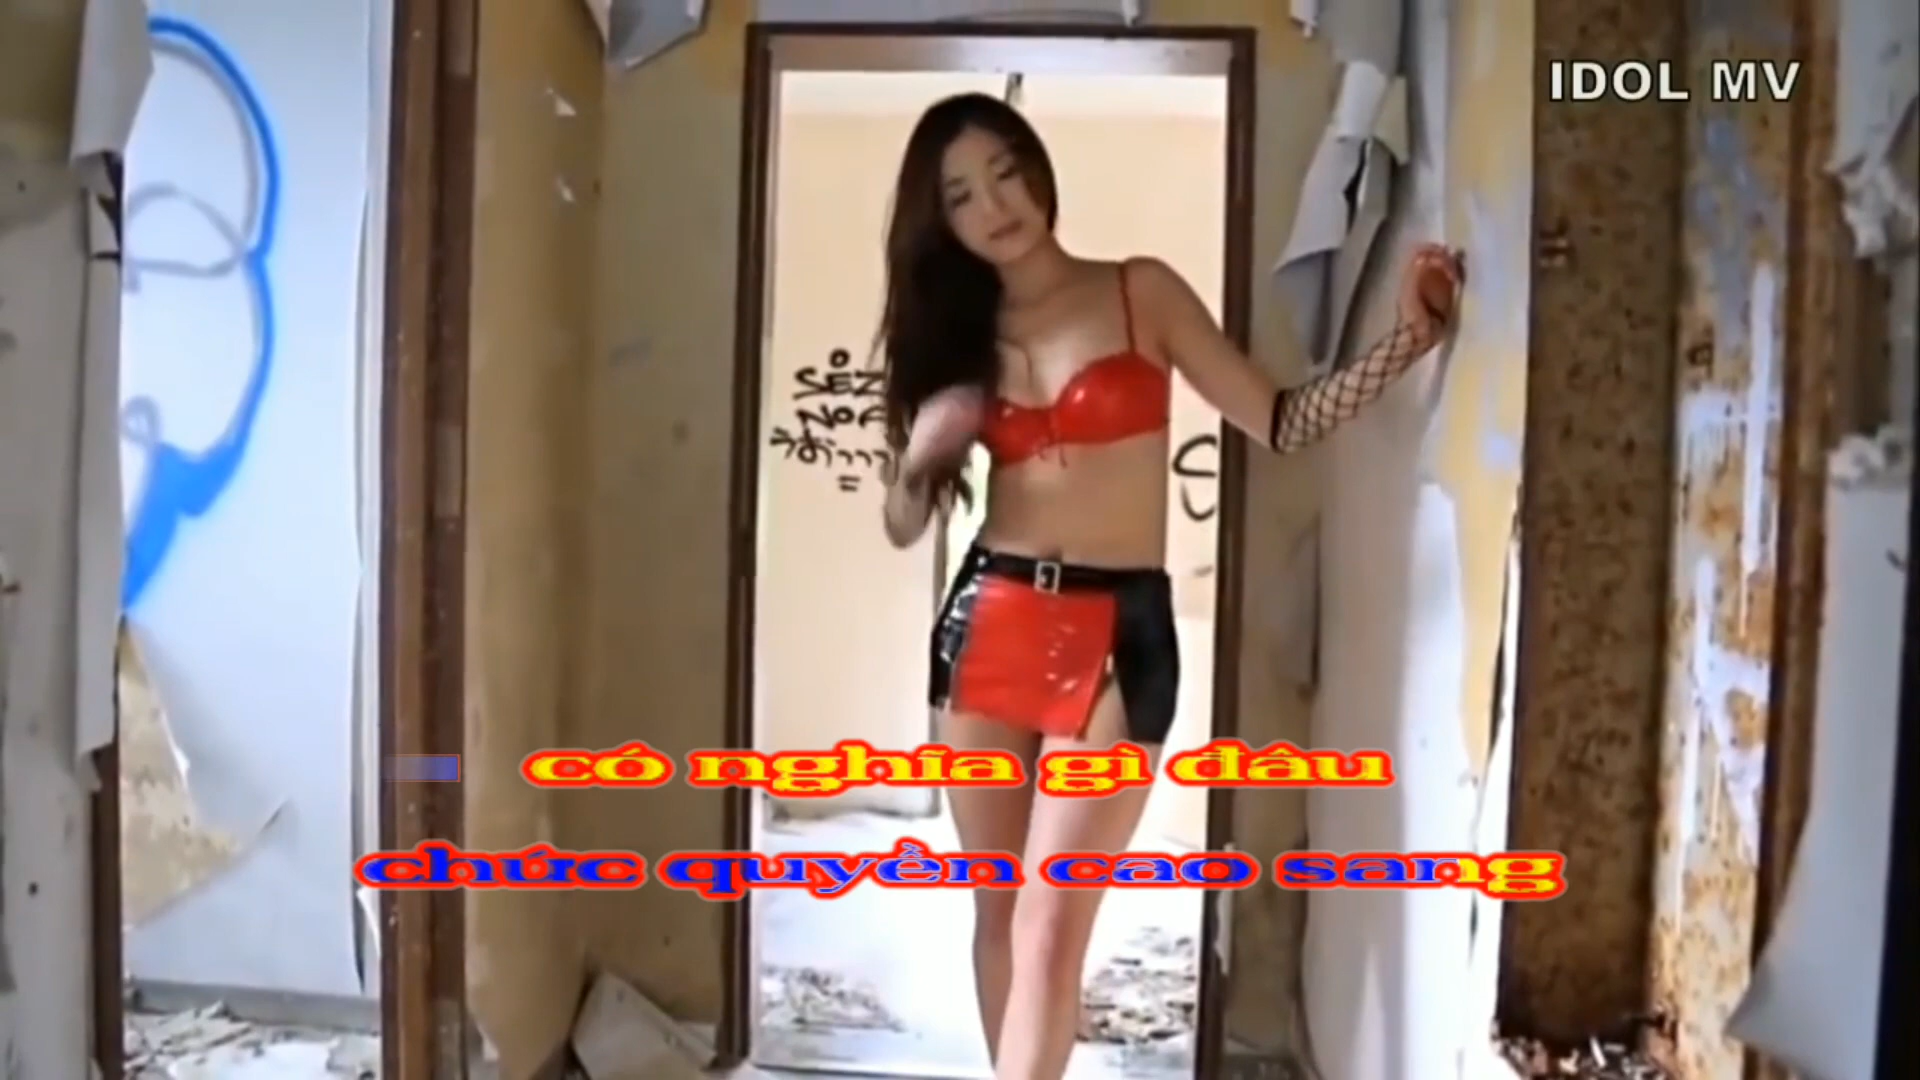 IDOL MV
có nghĩa gì đâu
chức quyền cao sang